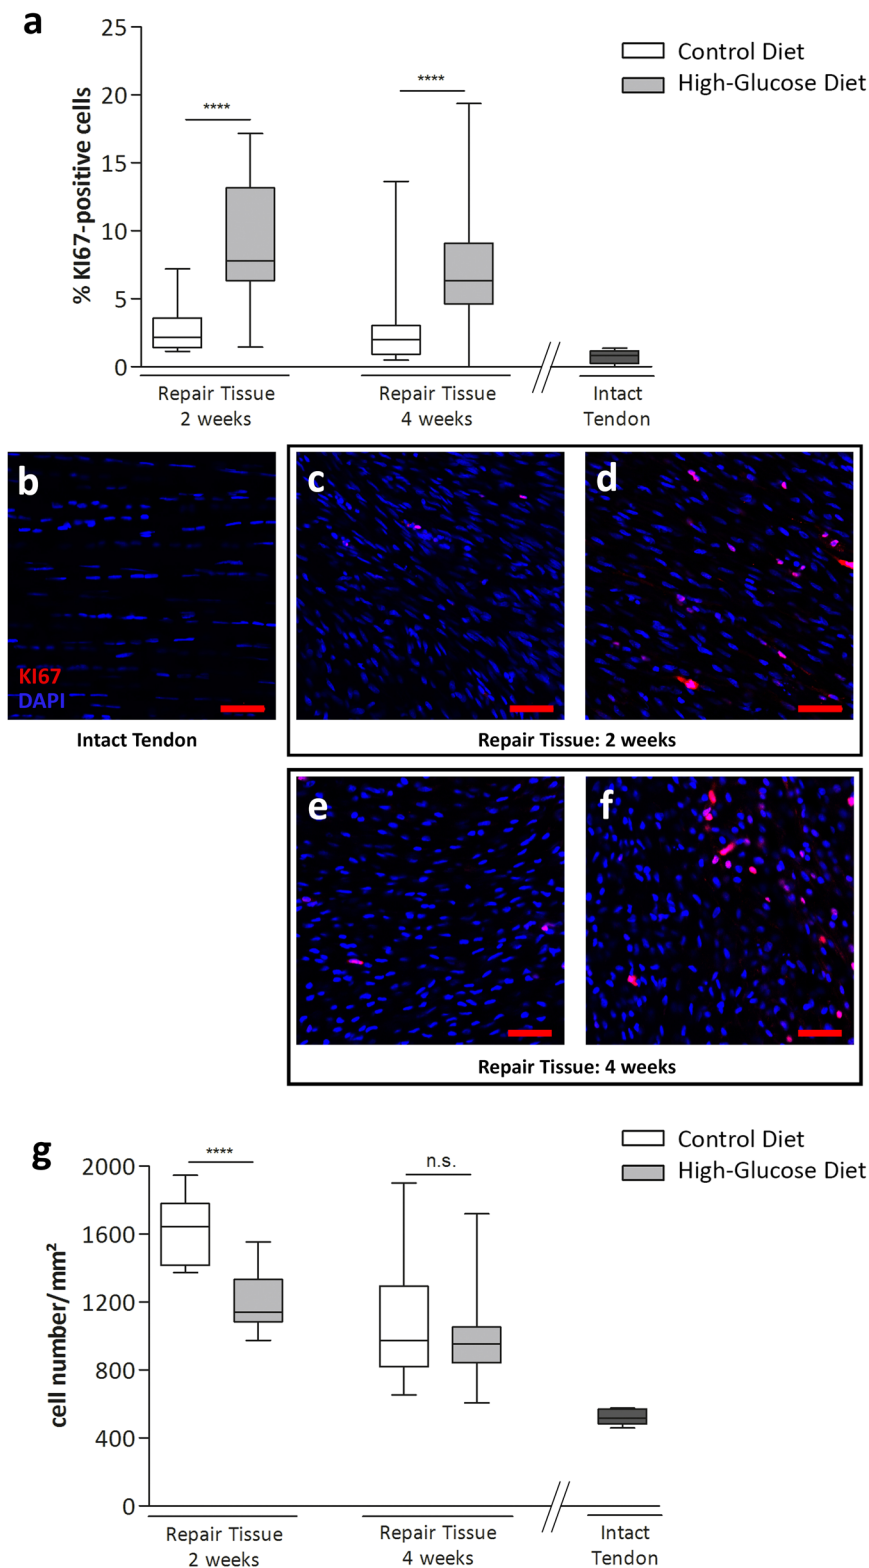 a
25
20
15
10
5
0
% KI67-positive cells
****
****
Control Diet
High-Glucose Diet
Repair Tissue
2 weeks
Repair Tissue
4 weeks
Intact
Tendon
b
KI67
DAPI
Intact Tendon
c
d
Repair Tissue: 2 weeks
e
f
Repair Tissue: 4 weeks
g
2000
1600
1200
800
400
0
cell number/mm²
****
n.s.
Control Diet
High-Glucose Diet
Repair Tissue
2 weeks
Repair Tissue
4 weeks
Intact
Tendon